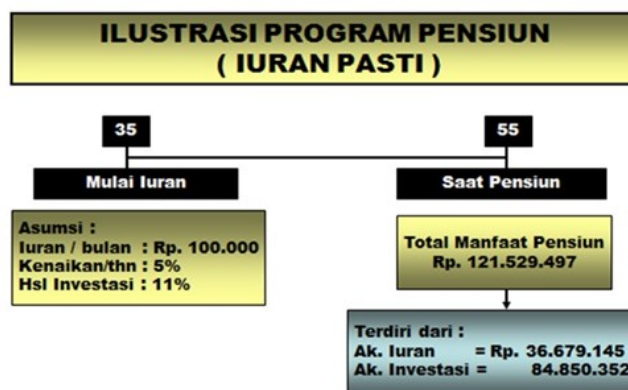 ILUSTRASI PROGRAM PENSIUN
( IURAN PASTI )
35
55
Mulai Iuran
Saat Pensiun
Asumsi :
Iuran / bulan : Rp. 100.000
Kenaikan/thn : 5%
Hsl Investasi : 11%
Total Manfaat Pensiun
Rp. 121.529.497
Terdiri dari :
Ak. Iuran = Rp. 36.679.145
Ak. Investasi = 84.850.352